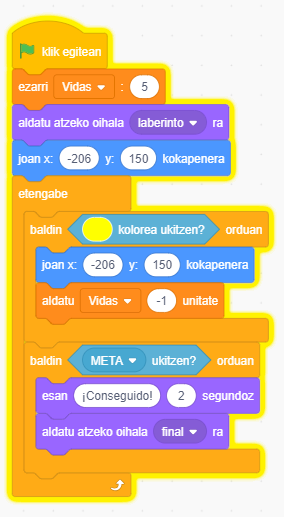 klik egitean
ezarri Vidas : 5
aldatu atzeko oihala laberinto ra
joan x: -206 y: 150 kokapenera
etengabe
baldin kolorea ukitzen? orduan
joan x: -206 y: 150 kokapenera
aldatu Vidas -1 unitate
baldin META ukitzen? orduan
esan ¡Conseguido! 2 segundoz
aldatu atzeko oihala final ra